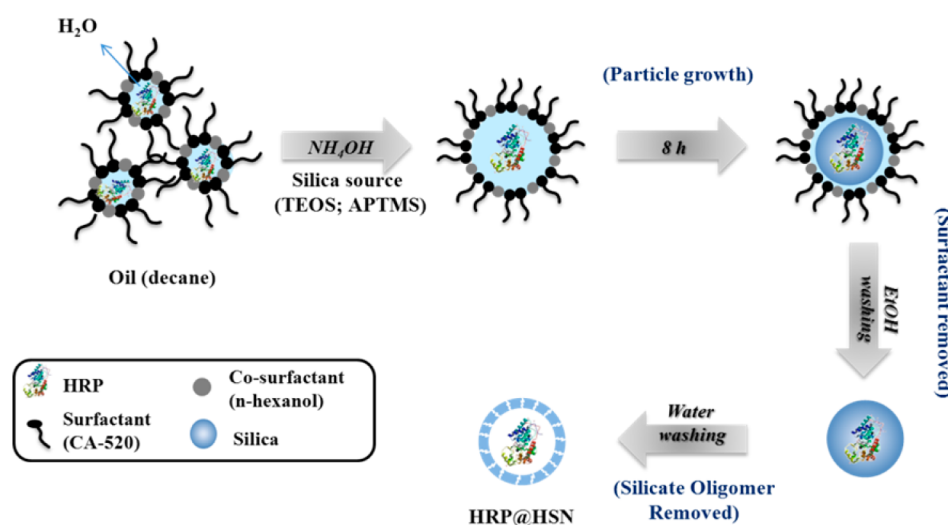 H₂O
(Particle growth)
NH₄OH
8 h
Silica source
(TEOS; APTMS)
Oil (decane)
(Surfactant removed)
EtOH
washing
HRP
Co-surfactant
(n-hexanol)
Surfactant
(CA-520)
Silica
Water
washing
(Silicate Oligomer
Removed)
HRP@HSN